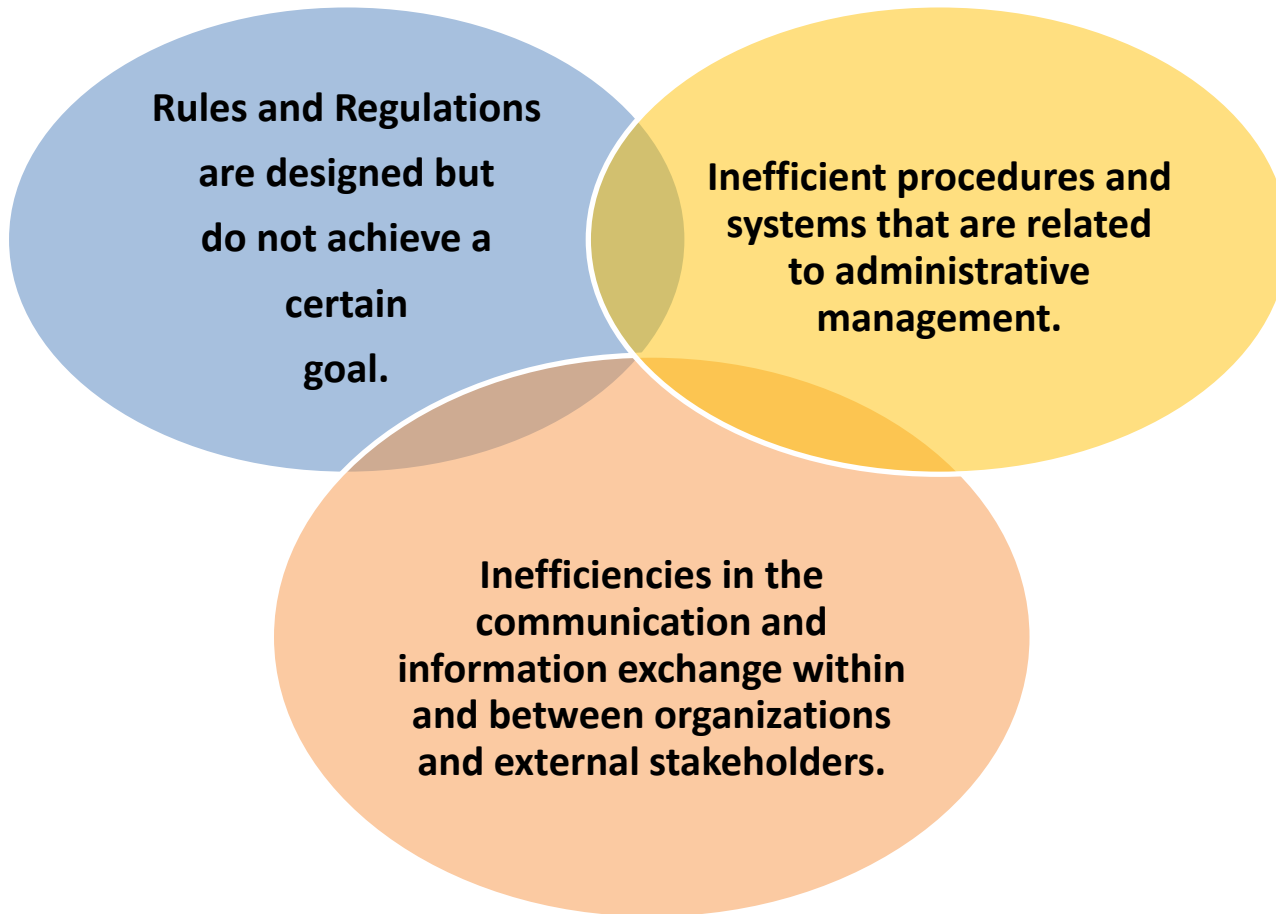 Rules and Regulations
are designed but
do not achieve a
certain
goal.
Inefficient procedures and
systems that are related
to administrative
management.
Inefficiencies in the
communication and
information exchange within
and between organizations
and external stakeholders.